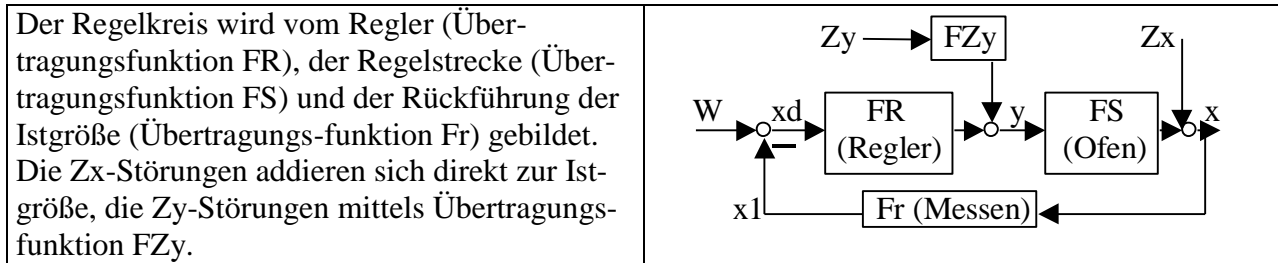 Der Regelkreis wird vom Regler (Über-
tragungsfunktion FR), der Regelstrecke (Über-
tragungsfunktion FS) und der Rückführung der
Istgröße (Übertragungs-funktion Fr) gebildet.
Die Zx-Störungen addieren sich direkt zur Ist-
größe, die Zy-Störungen mittels Übertragungs-
funktion FZy.
Zy
FZy
Zx
W
xd
FR
(Regler)
y
FS
(Ofen)
x
x1
Fr (Messen)